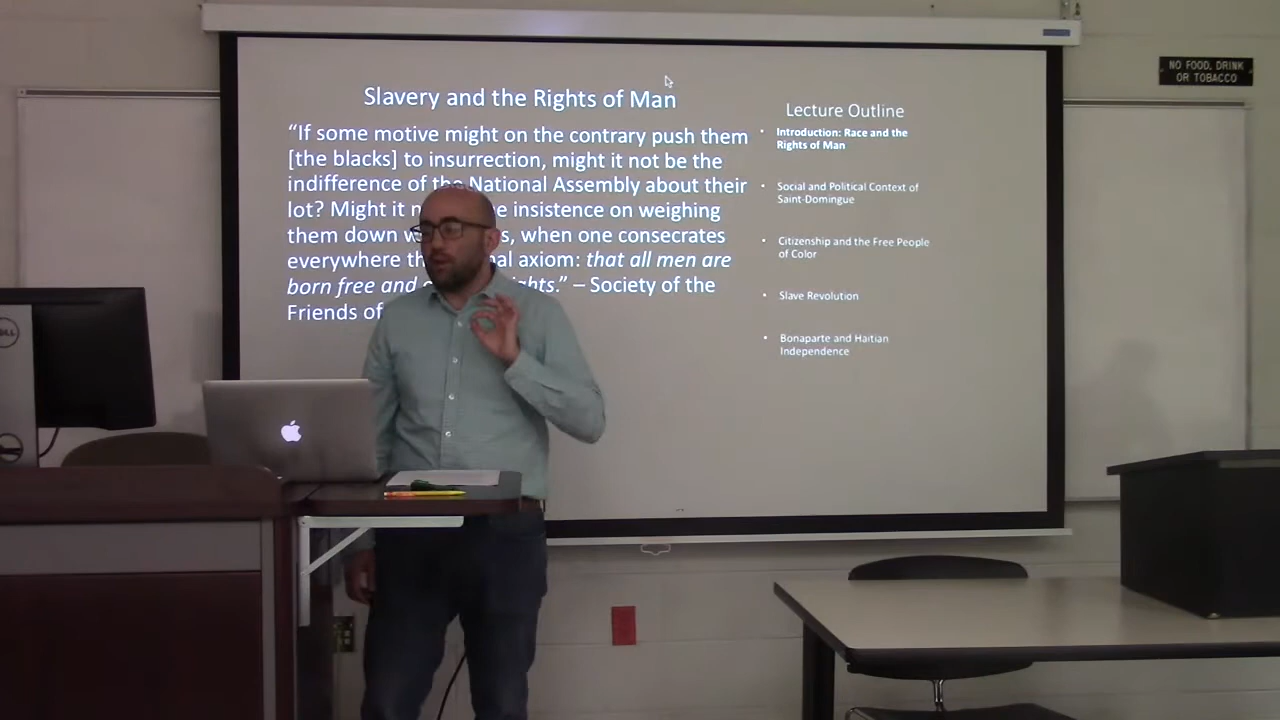 Slavery and the Rights of Man
“If some motive might on the contrary push them
[the blacks] to insurrection, might it not be the
indifference of the National Assembly about their
lot? Might it insistence on weighing
them down when one consecrates
everywhere axiom: that all men are
born free and .” – Society of the
Friends of
Lecture Outline
• Introduction: Race and the
Rights of Man
• Social and Political Context of
Saint-Domingue
• Citizenship and the Free People
of Color
• Slave Revolution
• Bonaparte and Haitian
Independence
NO FOOD, DRINK
OR TOBACCO
DELL